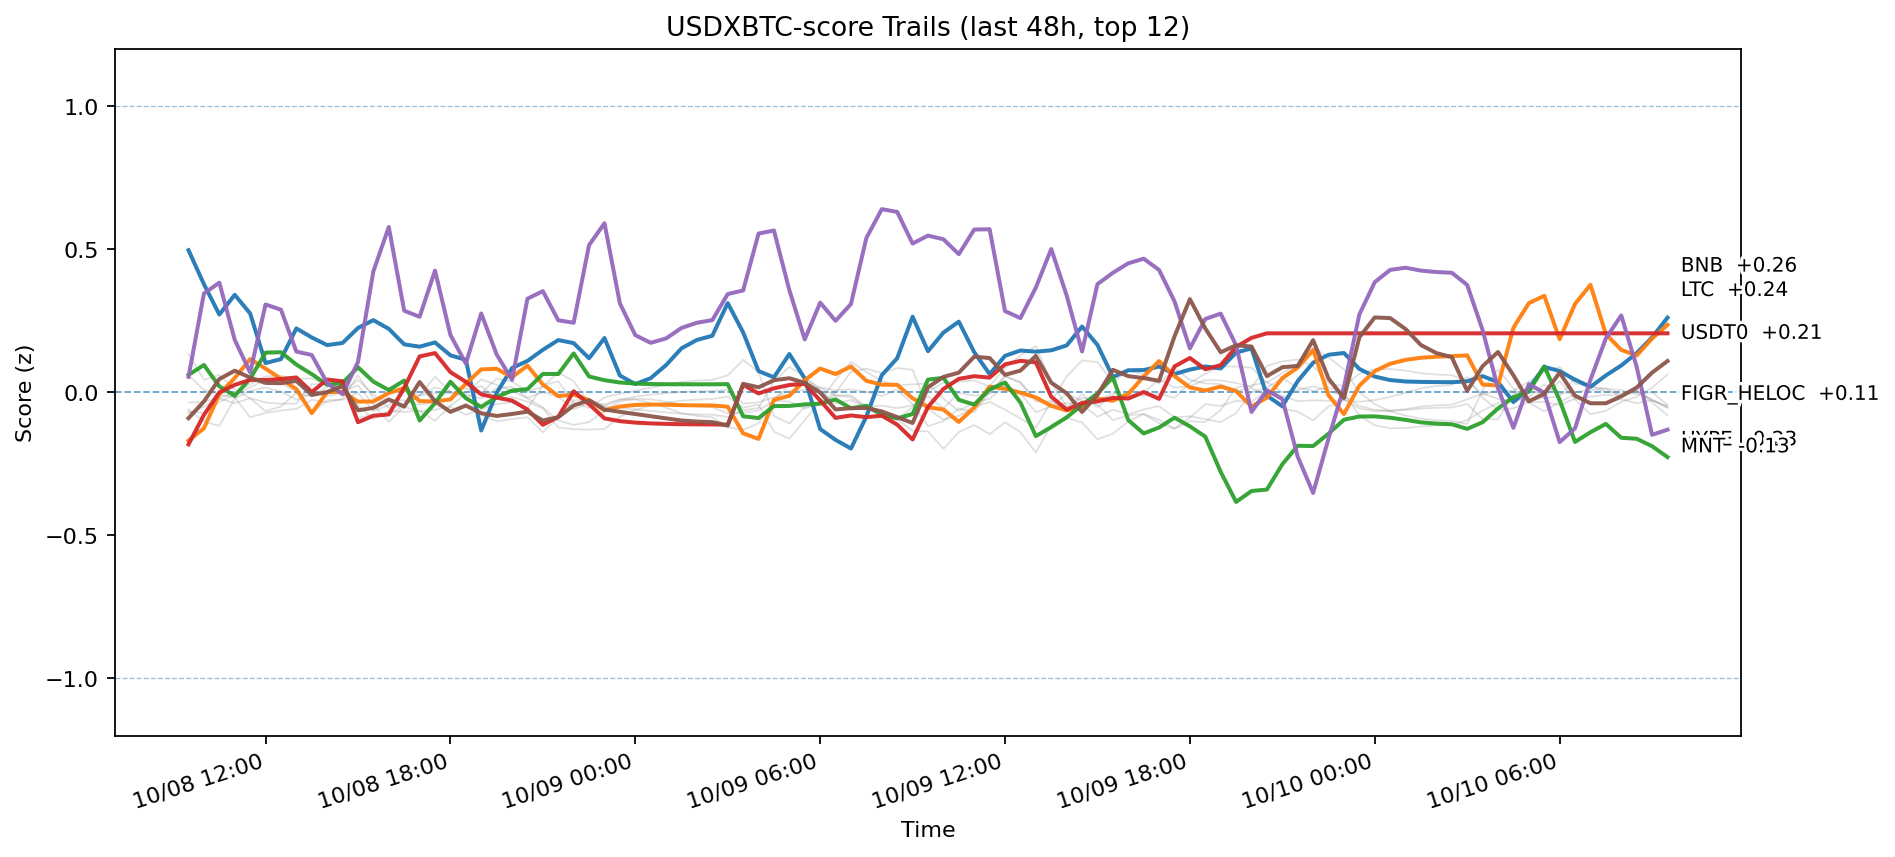 USDXBTC-score Trails (last 48h, top 12)
Score (z)
1.0
0.5
0.0
−0.5
−1.0
BNB +0.26
LTC +0.24
USDT0 +0.21
FIGR_HELOC +0.11
MNT -0.13
10/08 12:00
10/08 18:00
10/09 00:00
10/09 06:00
10/09 12:00
10/09 18:00
10/10 00:00
10/10 06:00
Time